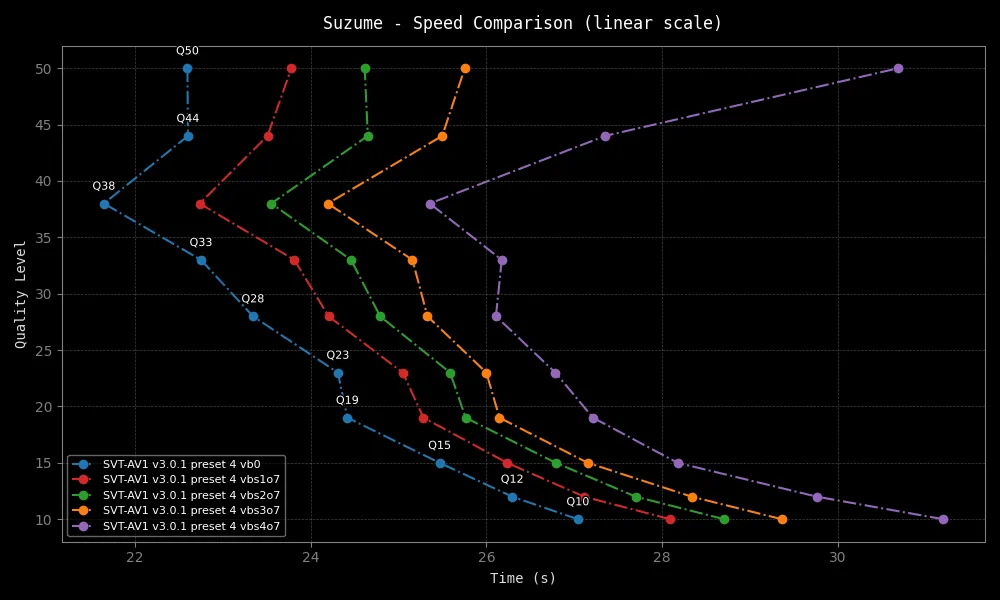 Suzume - Speed Comparison (linear scale)
Quality Level
50
45
40
35
30
25
20
15
10
Q50
Q44
Q38
Q33
Q28
Q23
Q19
Q15
Q12
Q10
SVT-AV1 v3.0.1 preset 4 vb0
SVT-AV1 v3.0.1 preset 4 vbs1o7
SVT-AV1 v3.0.1 preset 4 vbs2o7
SVT-AV1 v3.0.1 preset 4 vbs3o7
SVT-AV1 v3.0.1 preset 4 vbs4o7
22 24 26 28 30
Time (s)